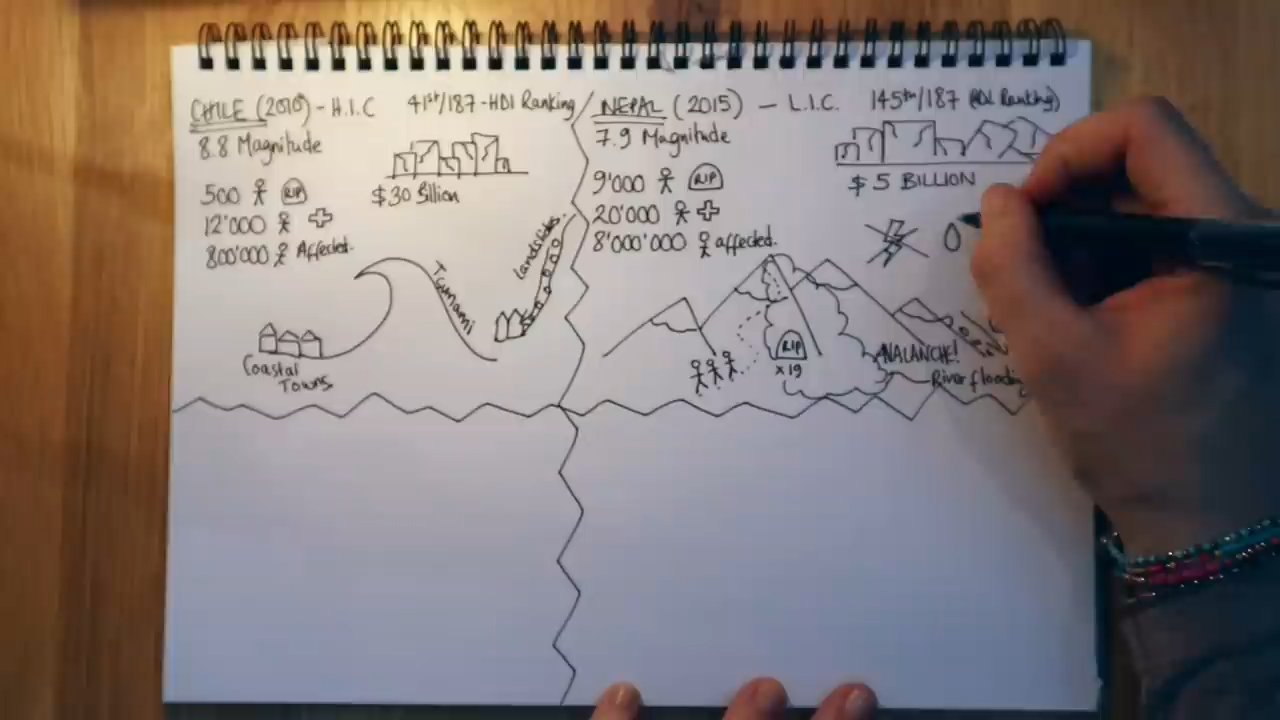 CHILE (2010) - H.I.C 41st/187 - HDI Ranking
8.8 Magnitude
500 RIP
12'000
800'000 Affected.
$30 Billion
Tsunami
Landslides
Coastal
Towns
NEPAL (2015) - L.I.C. 145th/187 HDI Ranking)
7.9 Magnitude
9'000 RIP
20'000
8'000'000 affected.
$5 BILLION
0
RIP
x19
AVALANCHE!
River flooding